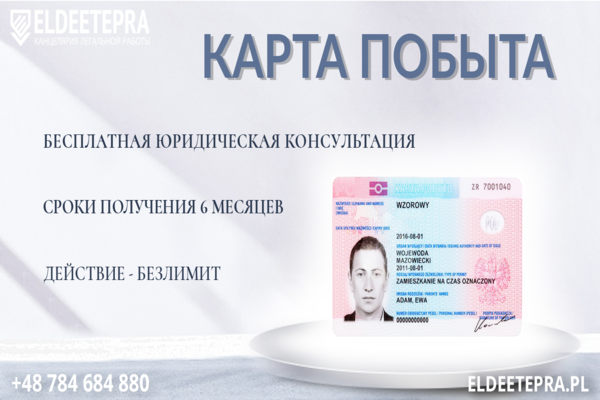 ELDEETEPRA
КАНЦЕЛЯРИЯ ЛЕГАЛЬНОЙ РАБОТЫ
КАРТА ПОБЫТА
БЕСПЛАТНАЯ ЮРИДИЧЕСКАЯ КОНСУЛЬТАЦИЯ
СРОКИ ПОЛУЧЕНИЯ 6 МЕСЯЦЕВ
ДЕЙСТВИЕ - БЕЗЛИМИТ
ZR 7001040
WZOROWY
2016-08-01
WOJEWODA
MAZOWIECKI
2011-08-01
ZAMIESZKANIE NA CZAS OZNACZONY
ADAM, EWA
00000000000
+48 784 684 880
ELDEETEPRA.PL